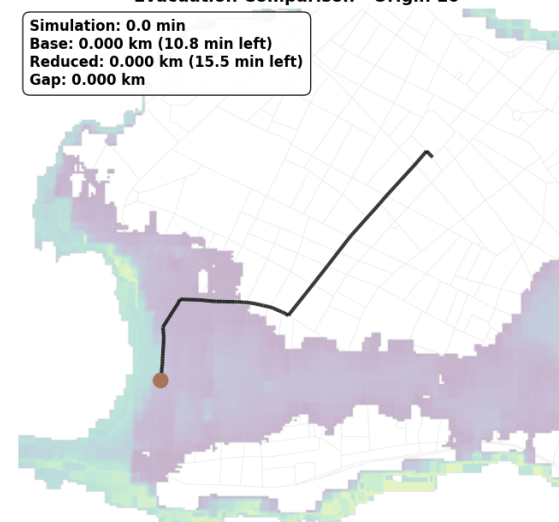 Simulation: 0.0 min
Base: 0.000 km (10.8 min left)
Reduced: 0.000 km (15.5 min left)
Gap: 0.000 km